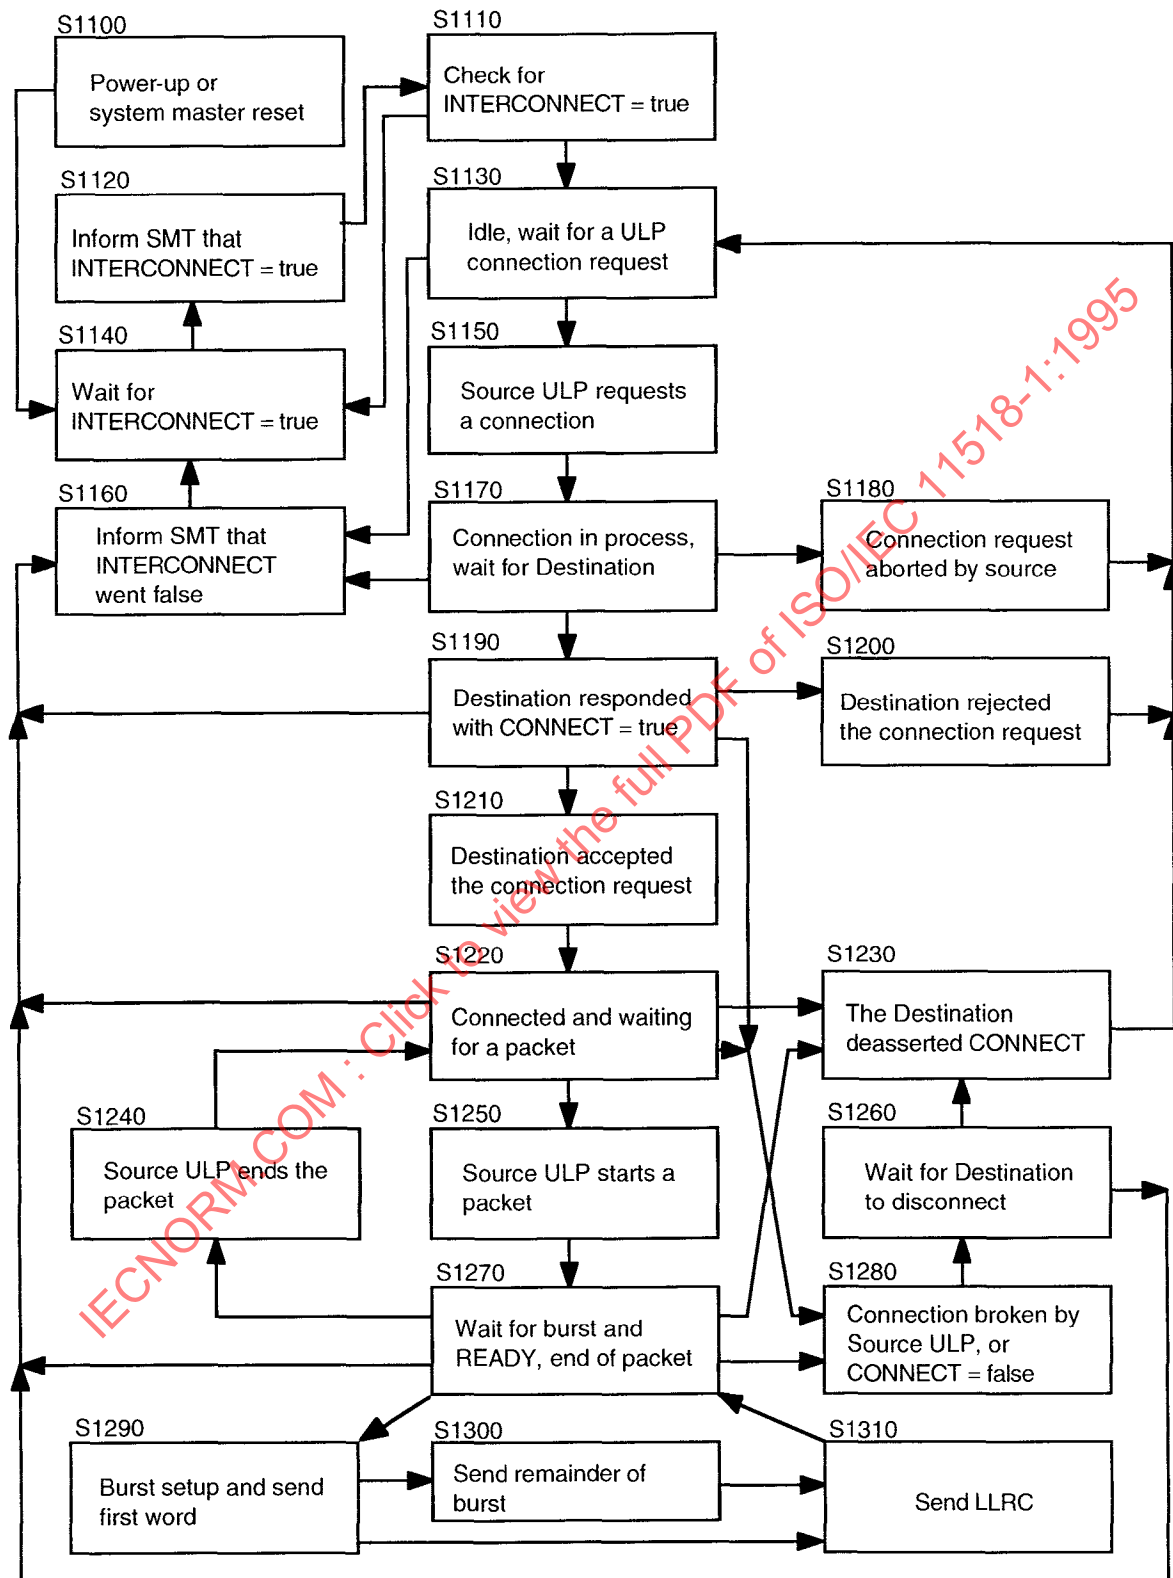 S1100
Power-up or
system master reset
S1110
Check for
INTERCONNECT = true
S1120
Inform SMT that
INTERCONNECT = true
S1130
Idle, wait for a ULP
connection request
S1140
Wait for
INTERCONNECT = true
S1150
Source ULP requests
a connection
S1160
Inform SMT that
INTERCONNECT
went false
S1170
Connection in process,
wait for Destination
S1180
Connection request
aborted by source
S1190
Destination responded
with CONNECT = true
S1200
Destination rejected
the connection request
S1210
Destination accepted
the connection request
S1220
Connected and waiting
for a packet
S1230
The Destination
deasserted CONNECT
S1240
Source ULP ends the
packet
S1250
Source ULP starts a
packet
S1260
Wait for Destination
to disconnect
S1270
Wait for burst and
READY, end of packet
S1280
Connection broken by
Source ULP, or
CONNECT = false
S1290
Burst setup and send
first word
S1300
Send remainder of
burst
S1310
Send LLRC
IECNORM.COM : Click to view the full PDF of ISO/IEC 11518-1:1995